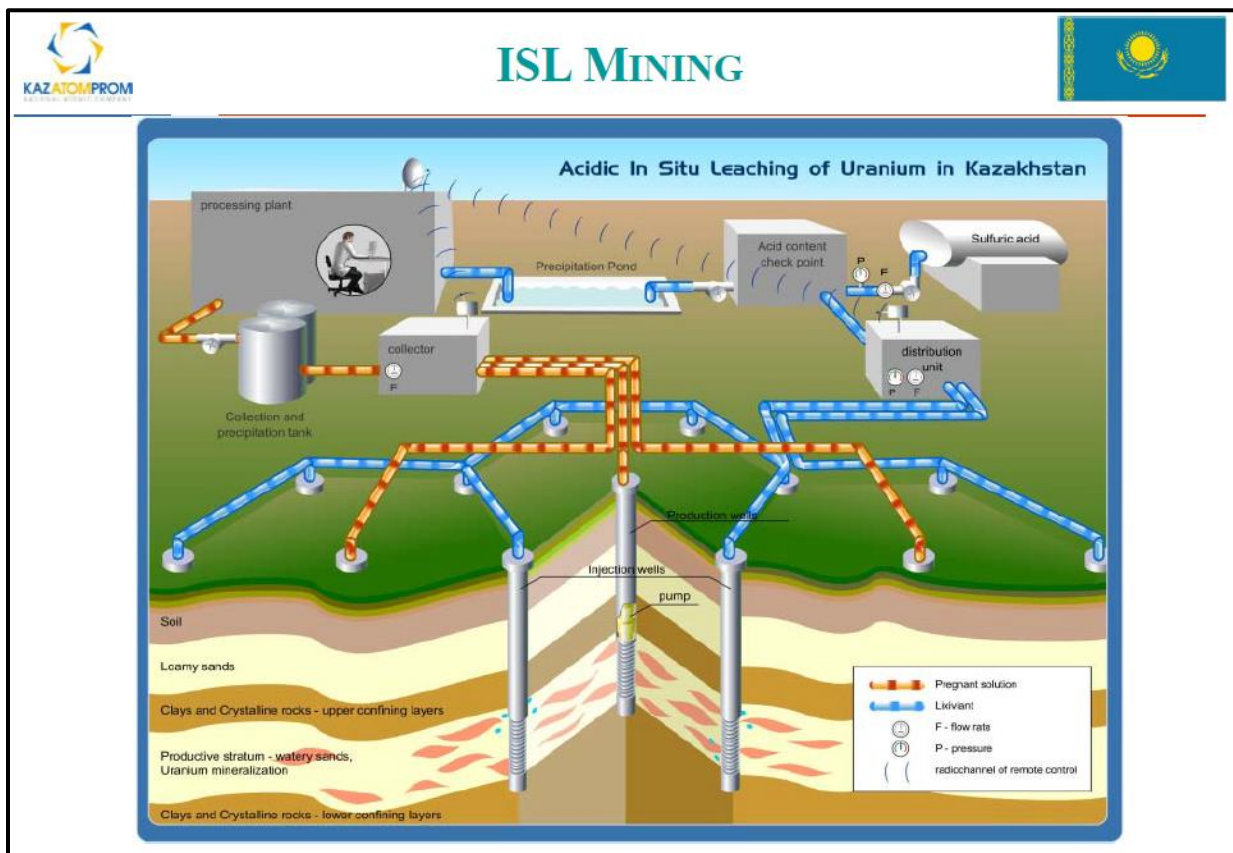 KAZATOMPROM
NATIONAL ATOMIC COMPANY
ISL MINING
Acidic In Situ Leaching of Uranium in Kazakhstan
processing plant
Precipitation Pond
Acid content
check point
Sulfuric acid
P
F
collector
F
distribution
unit
P
F
Collection and
precipitation tank
Production wells
Injection wells
pump
Soil
Loamy sands
Clays and Crystalline rocks - upper confining layers
Productive stratum - watery sands,
Uranium mineralization
Clays and Crystalline rocks - lower confining layers
Pregnant solution
Lixiviant
F - flow rate
P - pressure
radiochannel of remote control